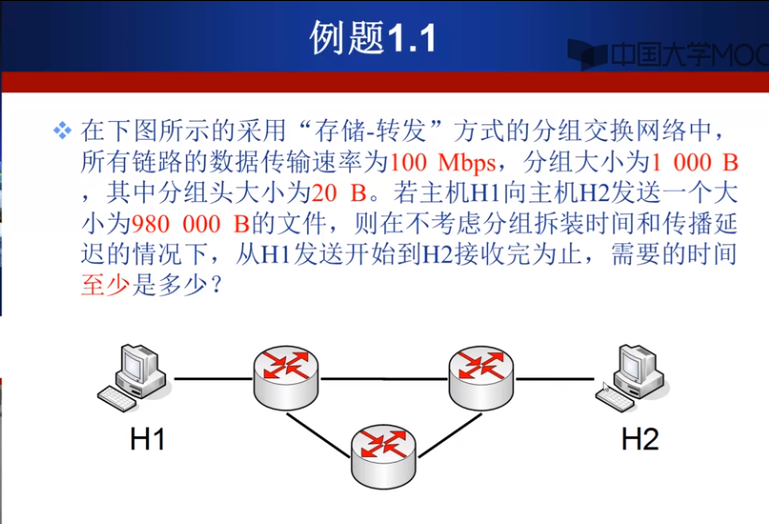 例题1.1
中国大学MOO
在下图所示的采用“存储-转发”方式的分组交换网络中，
所有链路的数据传输速率为100 Mbps，分组大小为1 000 B
，其中分组头大小为20 B。若主机H1向主机H2发送一个大
小为980 000 B的文件，则在不考虑分组拆装时间和传播延
迟的情况下，从H1发送开始到H2接收完为止，需要的时间
至少是多少？
H1
H2